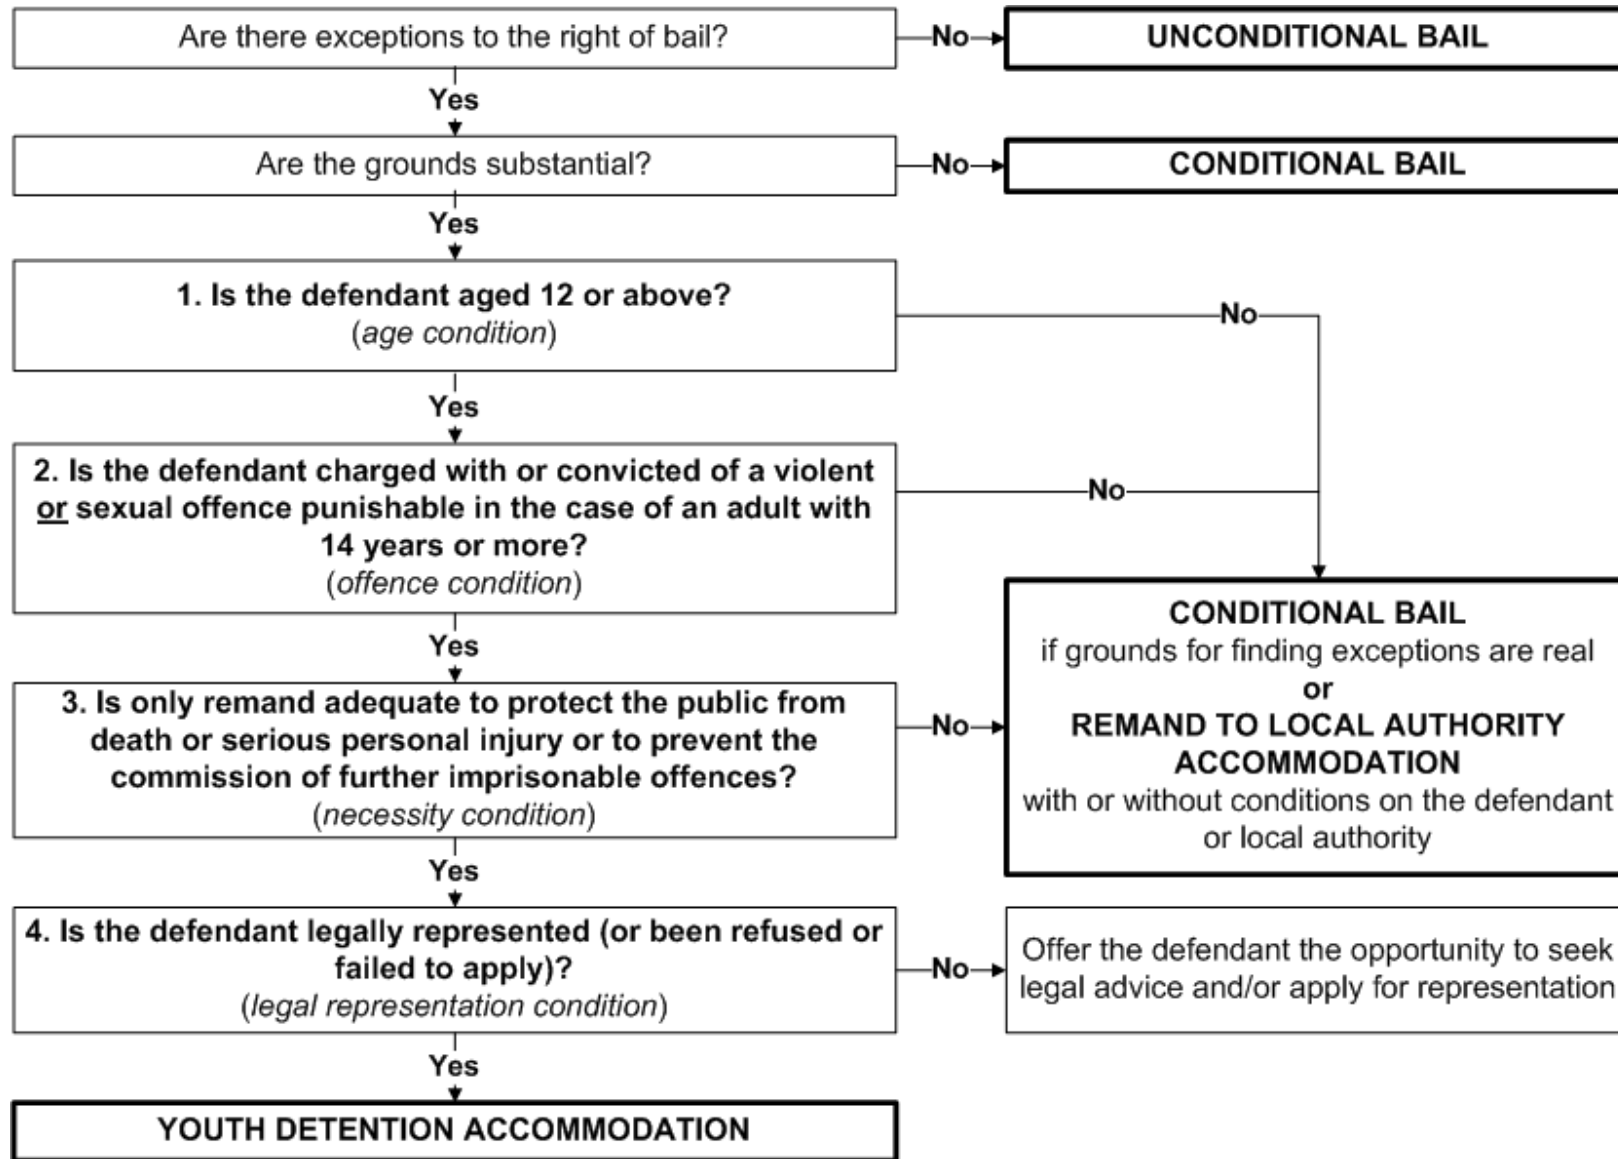 Are there exceptions to the right of bail?
No
UNCONDITIONAL BAIL
Yes
Are the grounds substantial?
No
CONDITIONAL BAIL
Yes
1. Is the defendant aged 12 or above?
(age condition)
No
Yes
2. Is the defendant charged with or convicted of a violent
or sexual offence punishable in the case of an adult with
14 years or more?
(offence condition)
No
Yes
3. Is only remand adequate to protect the public from
death or serious personal injury or to prevent the
commission of further imprisonable offences?
(necessity condition)
No
CONDITIONAL BAIL
if grounds for finding exceptions are real
or
REMAND TO LOCAL AUTHORITY
ACCOMMODATION
with or without conditions on the defendant
or local authority
Yes
4. Is the defendant legally represented (or been refused or
failed to apply)?
(legal representation condition)
No
Offer the defendant the opportunity to seek
legal advice and/or apply for representation
Yes
YOUTH DETENTION ACCOMMODATION